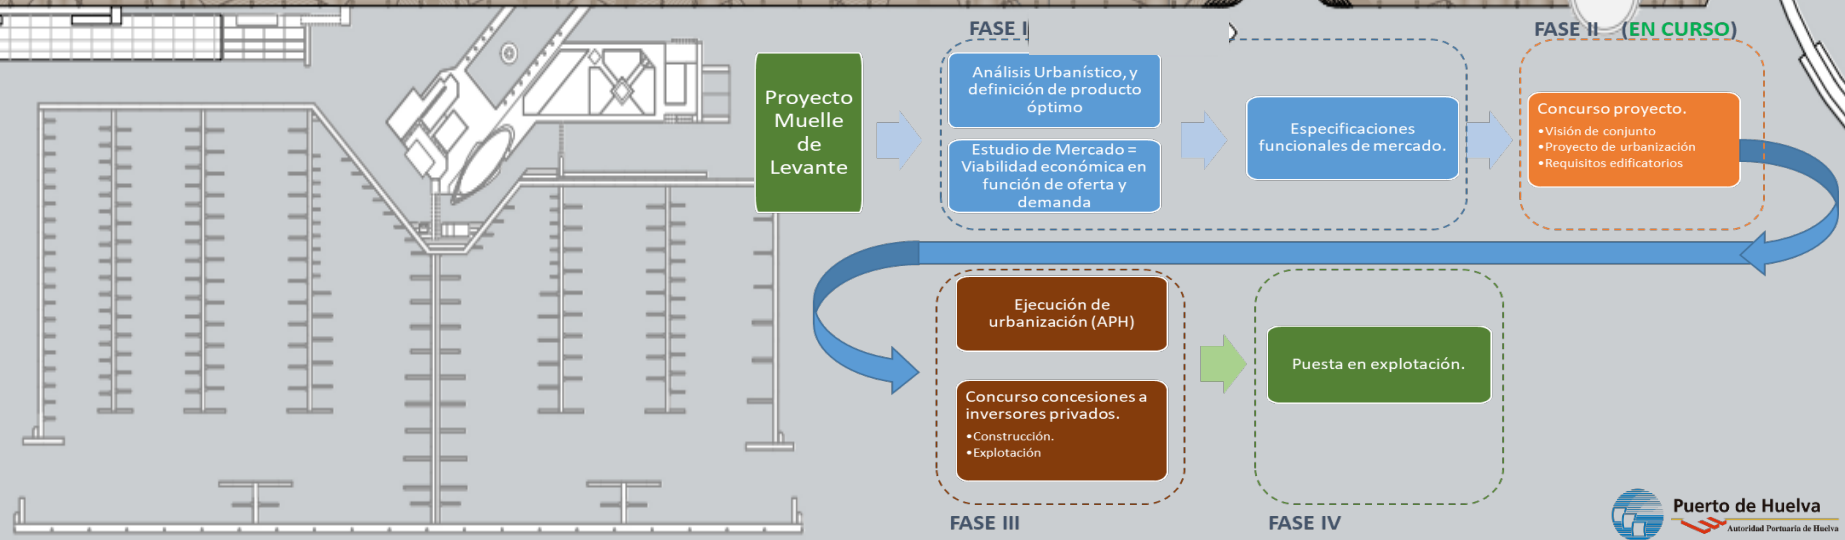 FASE I
FASE II (EN CURSO)
Proyecto
Muelle
de
Levante
Análisis Urbanístico, y
definición de producto
óptimo
Estudio de Mercado =
Viabilidad económica en
función de oferta y
demanda
Especificaciones
funcionales de mercado.
Concurso proyecto.
•Visión de conjunto
•Proyecto de urbanización
•Requisitos edificatorios
Ejecución de
urbanización (APH)
Concurso concesiones a
inversores privados.
•Construcción.
•Explotación
Puesta en explotación.
FASE III
FASE IV
Puerto de Huelva
Autoridad Portuaria de Huelva